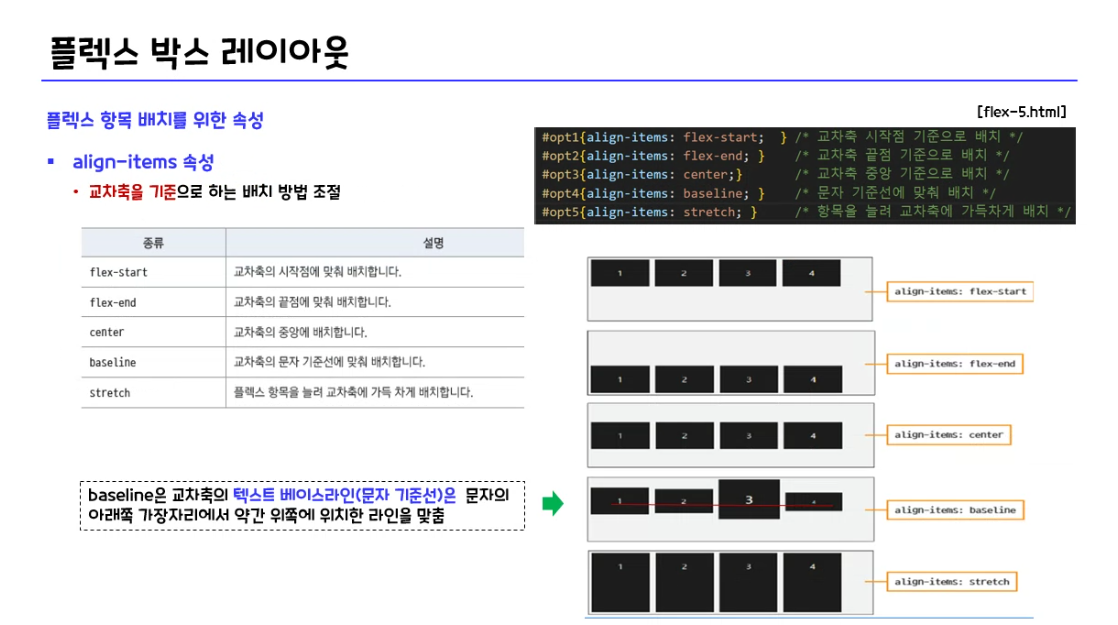 플렉스 박스 레이아웃
플렉스 항목 배치를 위한 속성
▪ align-items 속성
• 교차축을 기준으로 하는 배치 방법 조절
종류 설명
flex-start 교차축의 시작점에 맞춰 배치합니다.
flex-end 교차축의 끝점에 맞춰 배치합니다.
center 교차축의 중앙에 배치합니다.
baseline 교차축의 문자 기준선에 맞춰 배치합니다.
stretch 플렉스 항목을 늘려 교차축에 가득 차게 배치합니다.
baseline은 교차축의 텍스트 베이스라인(문자 기준선)은 문자의
아래쪽 가장자리에서 약간 위쪽에 위치한 라인을 맞춤
[flex-5.html]
#opt1{align-items: flex-start; } /* 교차축 시작점 기준으로 배치 */
#opt2{align-items: flex-end; } /* 교차축 끝점 기준으로 배치 */
#opt3{align-items: center;} /* 교차축 중앙 기준으로 배치 */
#opt4{align-items: baseline; } /* 문자 기준선에 맞춰 배치 */
#opt5{align-items: stretch; } /* 항목을 늘려 교차축에 가득차게 배치 */
1 2 3 4
align-items: flex-start
1 2 3 4
align-items: flex-end
1 2 3 4
align-items: center
1 2 3 4
align-items: baseline
1 2 3 4
align-items: stretch